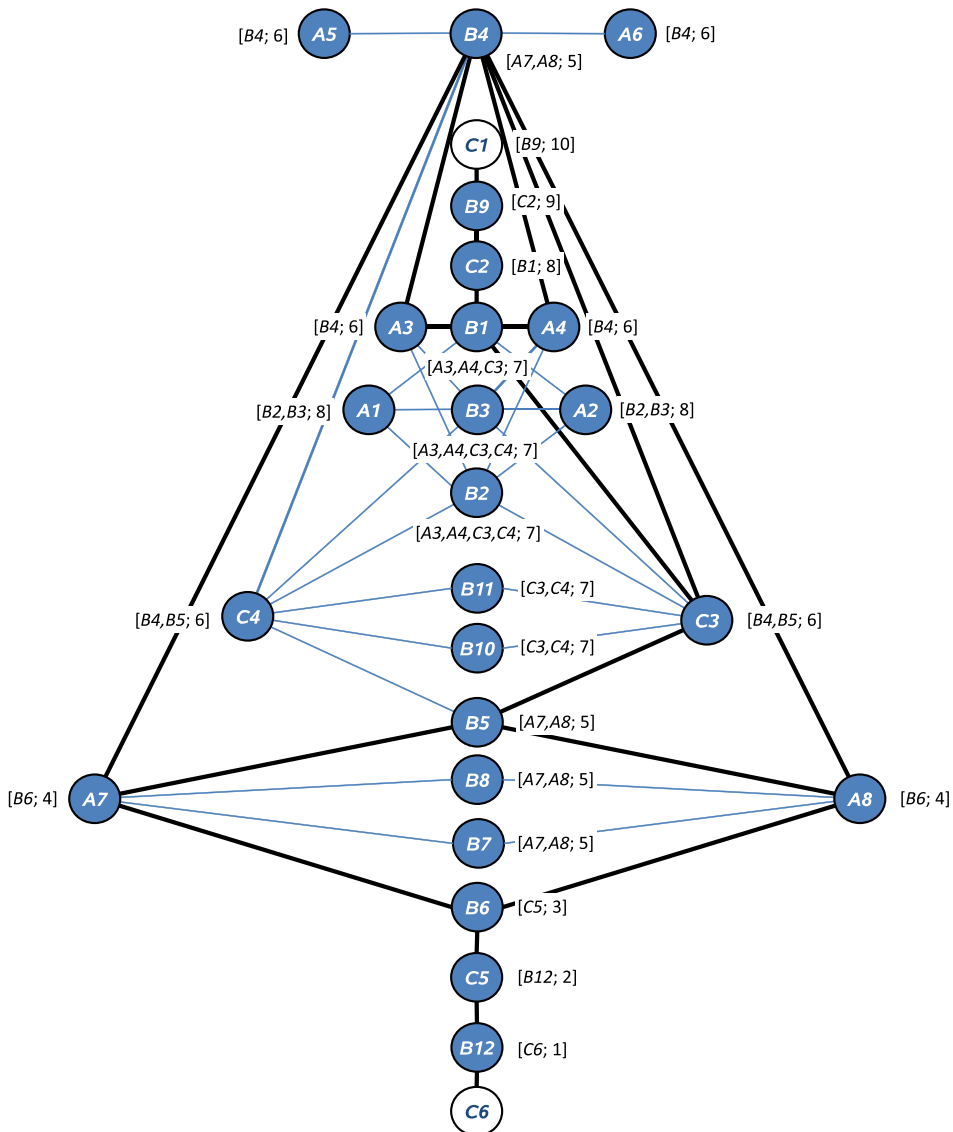 [B4; 6] A5 B4 A6 [B4; 6]
[A7,A8; 5]
C1 [B9; 10]
B9 [C2; 9]
C2 [B1; 8]
[B4; 6] A3 B1 A4 [B4; 6]
[A3,A4,C3; 7]
[B2,B3; 8] A1 B3 A2 [B2,B3; 8]
[A3,A4,C3,C4; 7]
B2
[A3,A4,C3,C4; 7]
B11 [C3,C4; 7]
[B4,B5; 6] C4 C3 [B4,B5; 6]
B10 [C3,C4; 7]
B5 [A7,A8; 5]
B8 [A7,A8; 5]
[B6; 4] A7 A8 [B6; 4]
B7 [A7,A8; 5]
B6 [C5; 3]
C5 [B12; 2]
B12 [C6; 1]
C6